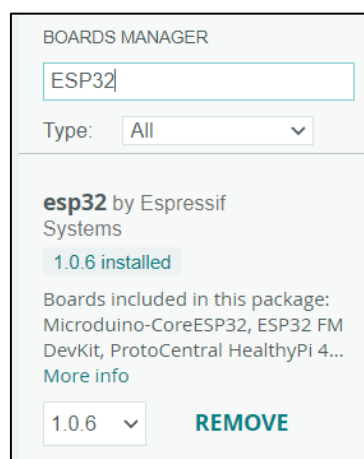 BOARDS MANAGER
ESP32
Type: All
esp32 by Espressif
Systems
1.0.6 installed
Boards included in this package:
Microduino-CoreESP32, ESP32 FM
DevKit, ProtoCentral HealthyPi 4...
More info
1.0.6 REMOVE